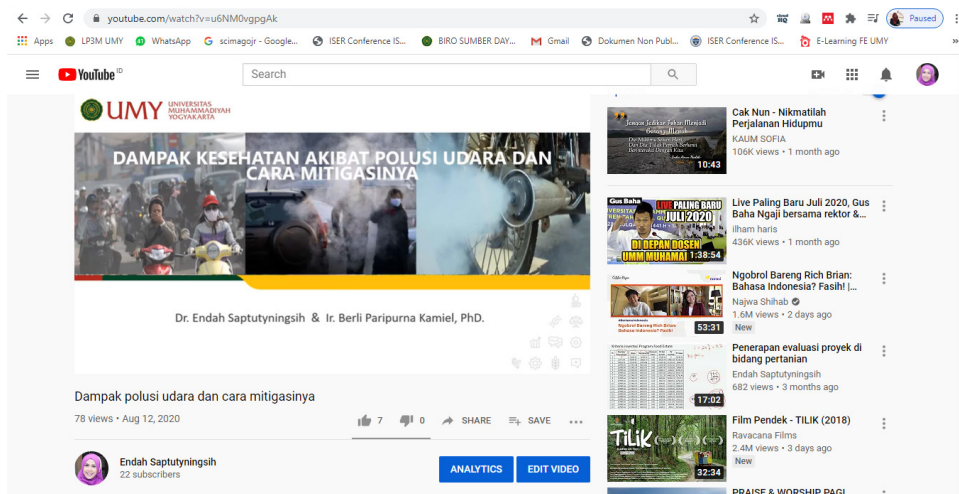 youtube.com/watch?v=u6NM0vgpgAk
Paused
Apps
LP3M UMY
WhatsApp
scimagojr - Google...
ISER Conference IS...
BIRO SUMBER DAY...
Gmail
Dokumen Non Publ...
ISER Conference IS...
E-Learning FE UMY
»
YouTube ID
Search
UMY UNIVERSITAS
MUHAMMADIYAH
YOGYAKARTA
DAMPAK KESEHATAN AKIBAT POLUSI UDARA DAN
CARA MITIGASINYA
Dr. Endah Saptutyningsih & Ir. Berli Paripurna Kamiel, PhD.
Dampak polusi udara dan cara mitigasinya
78 views • Aug 12, 2020
7
0
SHARE
SAVE
Endah Saptutyningsih
22 subscribers
ANALYTICS
EDIT VIDEO
10:43
Cak Nun - Nikmatilah
Perjalanan Hidupmu
KAUM SOFIA
106K views • 1 month ago
Gus Baha
LIVE PALING BARU
JULI 2020
DI DEPAN DOSEN
UMM MUHAMAI
1:38:54
Live Paling Baru Juli 2020, Gus
Baha Ngaji bersama rektor &...
ilham haris
436K views • 1 month ago
Ngobrol Bareng Rich Brian
Bahasa Indonesia? Fasih!
53:31
Ngobrol Bareng Rich Brian:
Bahasa Indonesia? Fasih! |...
Najwa Shihab
1.6M views • 2 days ago
New
17:02
Penerapan evaluasi proyek di
bidang pertanian
Endah Saptutyningsih
682 views • 3 months ago
TILIK
32:34
Film Pendek - TILIK (2018)
Ravacana Films
2.4M views • 3 days ago
New
PRAISE & WORSHIP PAGI